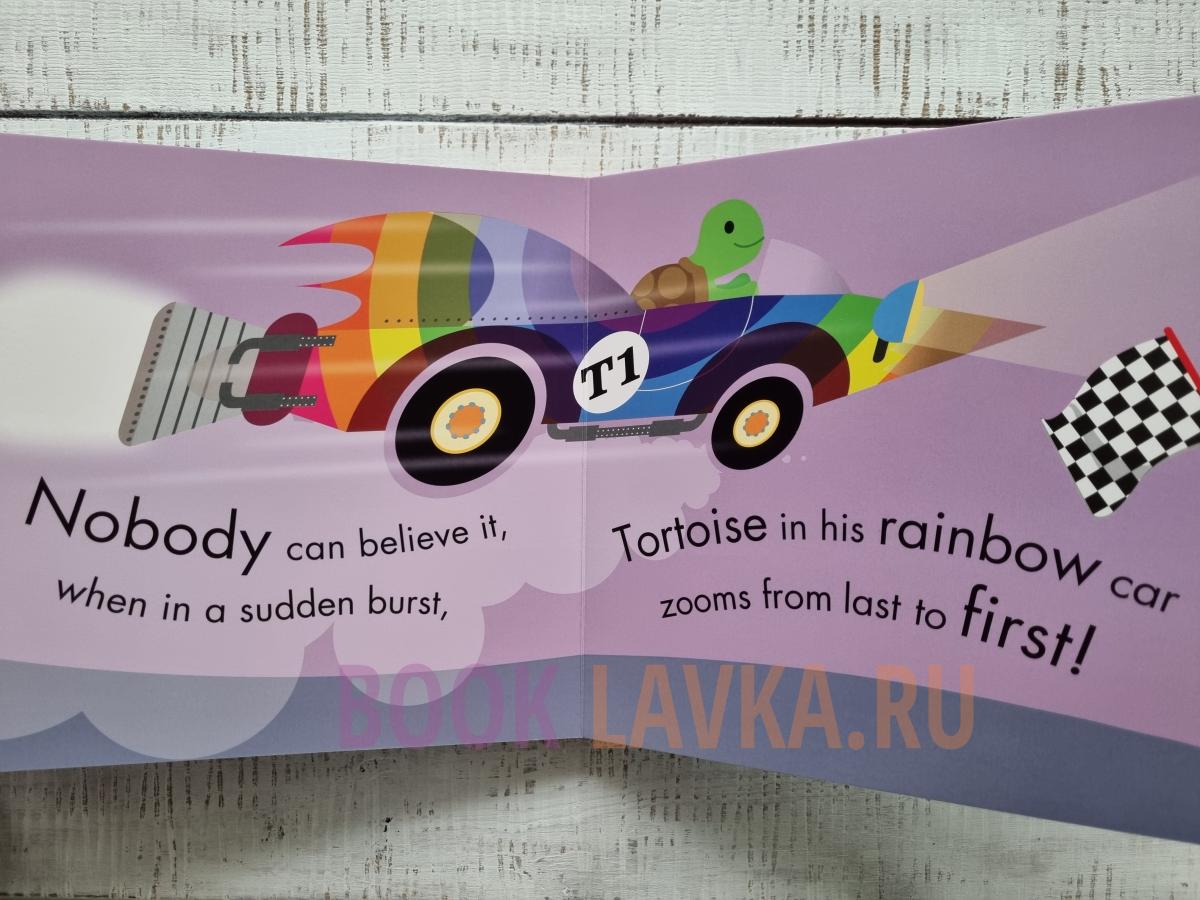 T1
Nobody can believe it,
when in a sudden burst,
Tortoise in his rainbow car
zooms from last to first!
BOOK LAVKA.RU